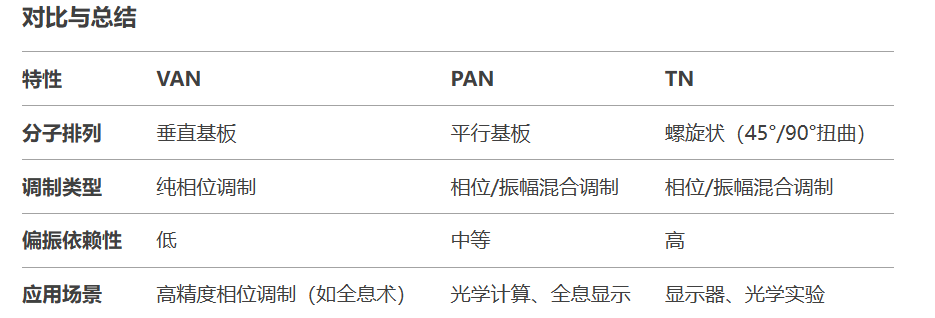 对比与总结
特性 VAN PAN TN
分子排列 垂直基板 平行基板 螺旋状（45°/90°扭曲）
调制类型 纯相位调制 相位/振幅混合调制 相位/振幅混合调制
偏振依赖性 低 中等 高
应用场景 高精度相位调制（如全息术） 光学计算、全息显示 显示器、光学实验